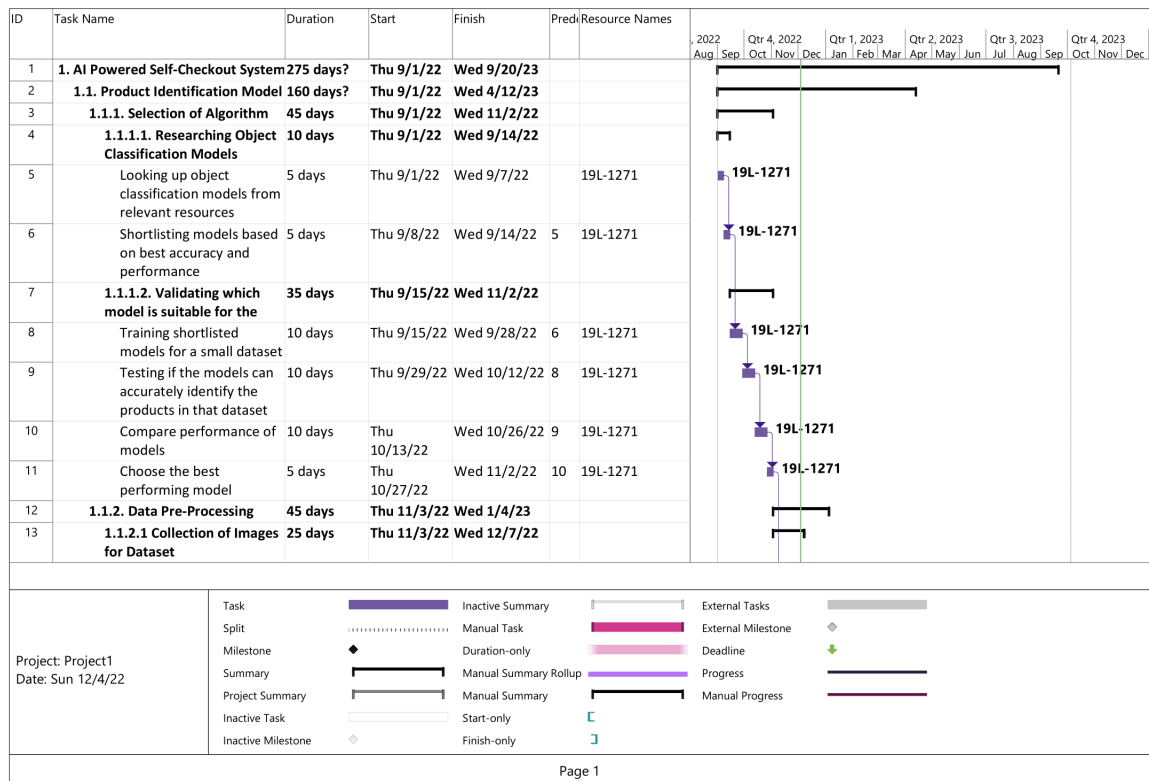 ID Task Name Duration Start Finish Prede Resource Names
, 2022 Qtr 4, 2022 Qtr 1, 2023 Qtr 2, 2023 Qtr 3, 2023 Qtr 4, 2023
Aug Sep Oct Nov Dec Jan Feb Mar Apr May Jun Jul Aug Sep Oct Nov Dec
1 1. AI Powered Self-Checkout System 275 days? Thu 9/1/22 Wed 9/20/23
2 1.1. Product Identification Model 160 days? Thu 9/1/22 Wed 4/12/23
3 1.1.1. Selection of Algorithm 45 days Thu 9/1/22 Wed 11/2/22
4 1.1.1.1. Researching Object 10 days Thu 9/1/22 Wed 9/14/22
Classification Models
5 Looking up object 5 days Thu 9/1/22 Wed 9/7/22 19L-1271 19L-1271
classification models from
relevant resources
6 Shortlisting models based 5 days Thu 9/8/22 Wed 9/14/22 5 19L-1271 19L-1271
on best accuracy and
performance
7 1.1.1.2. Validating which 35 days Thu 9/15/22 Wed 11/2/22
model is suitable for the
8 Training shortlisted 10 days Thu 9/15/22 Wed 9/28/22 6 19L-1271 19L-1271
models for a small dataset
9 Testing if the models can 10 days Thu 9/29/22 Wed 10/12/22 8 19L-1271 19L-1271
accurately identify the
products in that dataset
10 Compare performance of 10 days Thu Wed 10/26/22 9 19L-1271 19L-1271
models 10/13/22
11 Choose the best 5 days Thu Wed 11/2/22 10 19L-1271 19L-1271
performing model 10/27/22
12 1.1.2. Data Pre-Processing 45 days Thu 11/3/22 Wed 1/4/23
13 1.1.2.1 Collection of Images 25 days Thu 11/3/22 Wed 12/7/22
for Dataset
Project: Project1
Date: Sun 12/4/22
Task
Split
Milestone
Summary
Project Summary
Inactive Task
Inactive Milestone
Inactive Summary
Manual Task
Duration-only
Manual Summary Rollup
Manual Summary
Start-only
Finish-only
External Tasks
External Milestone
Deadline
Progress
Manual Progress
Page 1